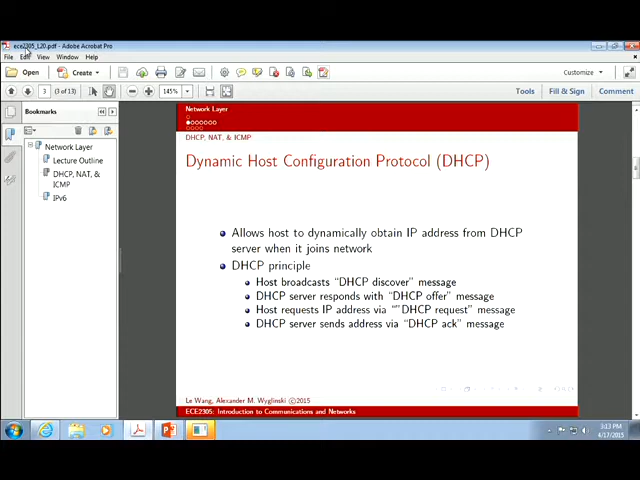 ece2305_L20.pdf - Adobe Acrobat Pro
File Edit View Window Help
Open Create Customize
3 (3 of 13) 145% Tools Fill & Sign Comment
Bookmarks
Network Layer
Lecture Outline
DHCP, NAT, &
ICMP
IPv6
Network Layer
DHCP, NAT, & ICMP
Dynamic Host Configuration Protocol (DHCP)
Allows host to dynamically obtain IP address from DHCP
server when it joins network
DHCP principle
Host broadcasts “DHCP discover” message
DHCP server responds with “DHCP offer” message
Host requests IP address via “”DHCP request” message
DHCP server sends address via “DHCP ack” message
Le Wang, Alexander M. Wyglinski ©2015
ECE2305: Introduction to Communications and Networks
3:13 PM
4/17/2015